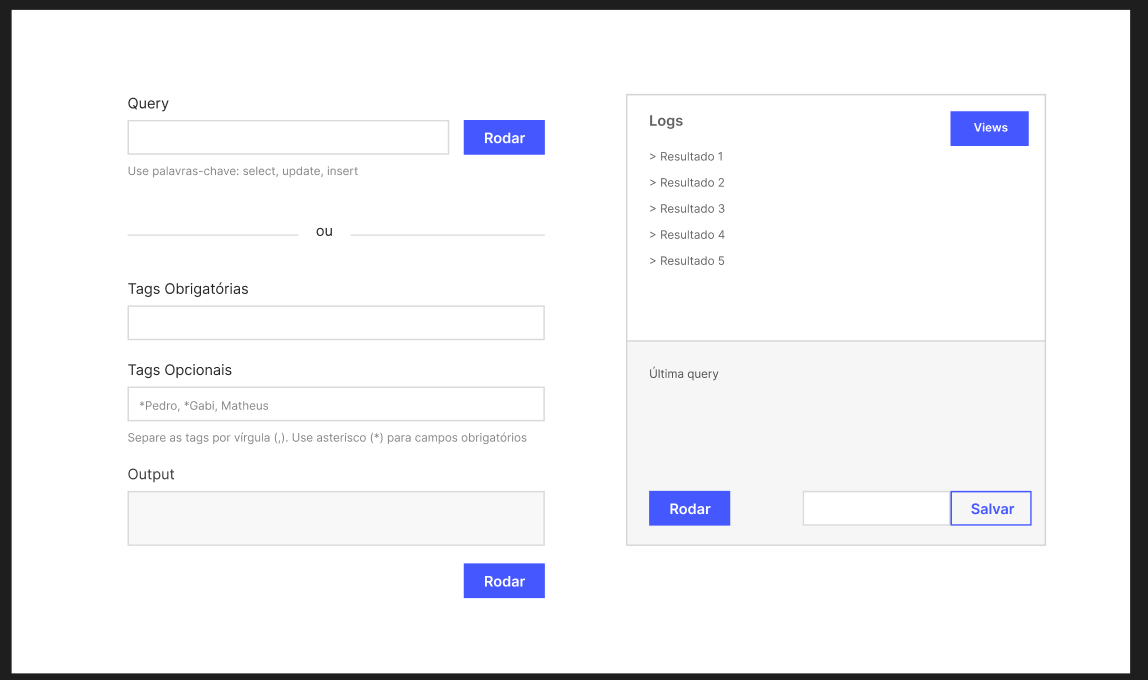 Query
Rodar
Use palavras-chave: select, update, insert
ou
Tags Obrigatórias
Tags Opcionais
*Pedro, *Gabi, Matheus
Separe as tags por vírgula (,). Use asterisco (*) para campos obrigatórios
Output
Rodar
Logs
Views
> Resultado 1
> Resultado 2
> Resultado 3
> Resultado 4
> Resultado 5
Última query
Rodar
Salvar